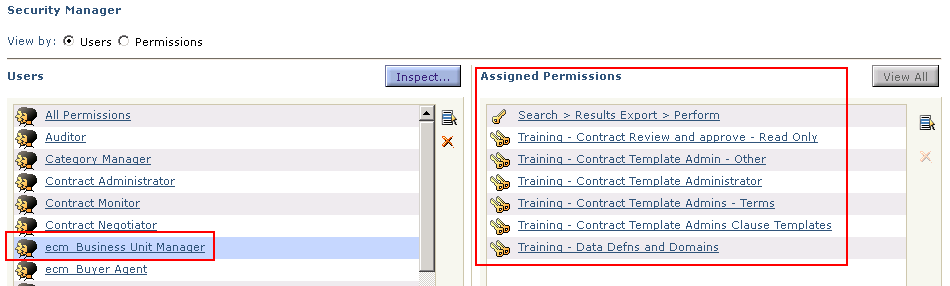 Security Manager
View by: Users Permissions
Users
Inspect...
All Permissions
Auditor
Category Manager
Contract Administrator
Contract Monitor
Contract Negotiator
ecm_Business Unit Manager
ecm_Buyer Agent
Assigned Permissions
View All
Search > Results Export > Perform
Training - Contract Review and approve - Read Only
Training - Contract Template Admin - Other
Training - Contract Template Administrator
Training - Contract Template Admins - Terms
Training - Contract Template Admins Clause Templates
Training - Data Defns and Domains